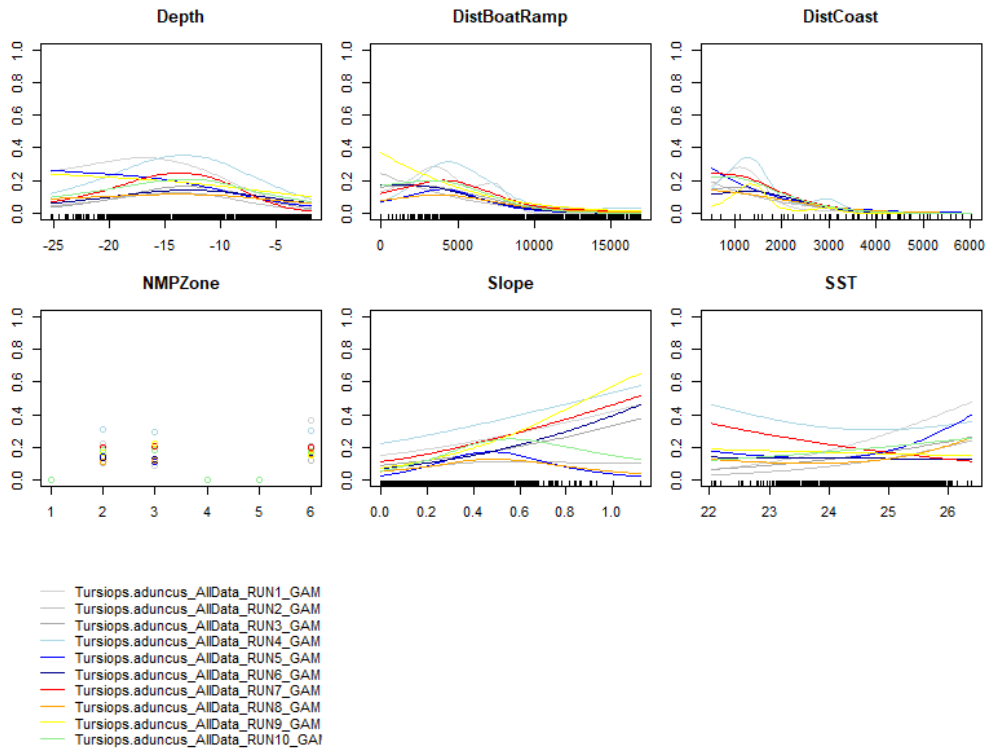 Depth DistBoatRamp DistCoast
0.0 0.2 0.4 0.6 0.8 1.0 0.0 0.2 0.4 0.6 0.8 1.0 0.0 0.2 0.4 0.6 0.8 1.0
-25 -20 -15 -10 -5 0 5000 10000 15000 1000 2000 3000 4000 5000 6000
NMPZone Slope SST
0.0 0.2 0.4 0.6 0.8 1.0 0.0 0.2 0.4 0.6 0.8 1.0 0.0 0.2 0.4 0.6 0.8 1.0
1 2 3 4 5 6 0.0 0.2 0.4 0.6 0.8 1.0 22 23 24 25 26
Tursiops.aduncus_AllData_RUN1_GAM
Tursiops.aduncus_AllData_RUN2_GAM
Tursiops.aduncus_AllData_RUN3_GAM
Tursiops.aduncus_AllData_RUN4_GAM
Tursiops.aduncus_AllData_RUN5_GAM
Tursiops.aduncus_AllData_RUN6_GAM
Tursiops.aduncus_AllData_RUN7_GAM
Tursiops.aduncus_AllData_RUN8_GAM
Tursiops.aduncus_AllData_RUN9_GAM
Tursiops.aduncus_AllData_RUN10_GA